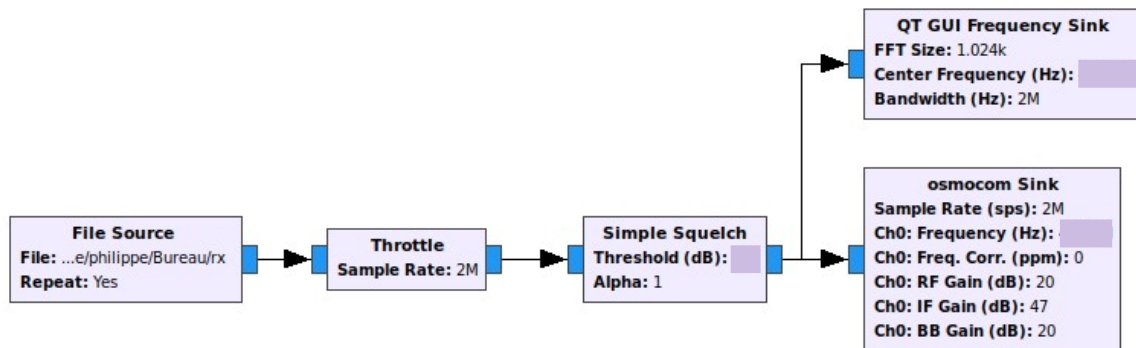 QT GUI Frequency Sink
FFT Size: 1.024k
Center Frequency (Hz):
Bandwidth (Hz): 2M
osmocom Sink
Sample Rate (sps): 2M
Ch0: Frequency (Hz):
Ch0: Freq. Corr. (ppm): 0
Ch0: RF Gain (dB): 20
Ch0: IF Gain (dB): 47
Ch0: BB Gain (dB): 20
File Source
File: ...e/philippe/Bureau/rx
Repeat: Yes
Throttle
Sample Rate: 2M
Simple Squelch
Threshold (dB):
Alpha: 1